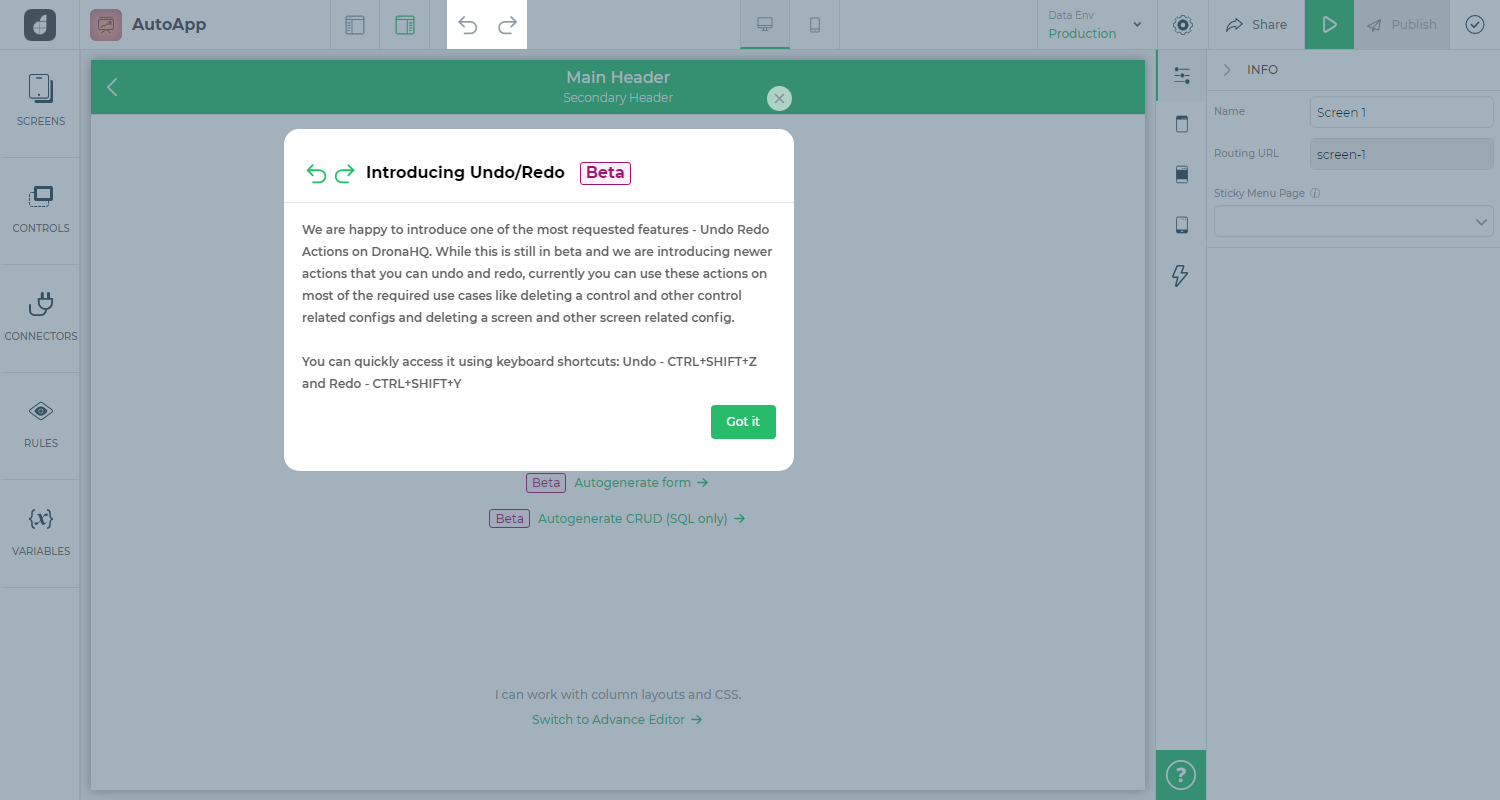 AutoApp
Data Env
Production
Share
Publish
SCREENS
CONTROLS
CONNECTORS
RULES
VARIABLES
Main Header
Secondary Header
Introducing Undo/Redo Beta
We are happy to introduce one of the most requested features - Undo Redo
Actions on DronaHQ. While this is still in beta and we are introducing newer
actions that you can undo and redo, currently you can use these actions on
most of the required use cases like deleting a control and other control
related configs and deleting a screen and other screen related config.
You can quickly access it using keyboard shortcuts: Undo - CTRL+SHIFT+Z
and Redo - CTRL+SHIFT+Y
Got it
Beta Autogenerate form →
Beta Autogenerate CRUD (SQL only) →
I can work with column layouts and CSS.
Switch to Advance Editor →
INFO
Name
Screen 1
Routing URL
screen-1
Sticky Menu Page
?